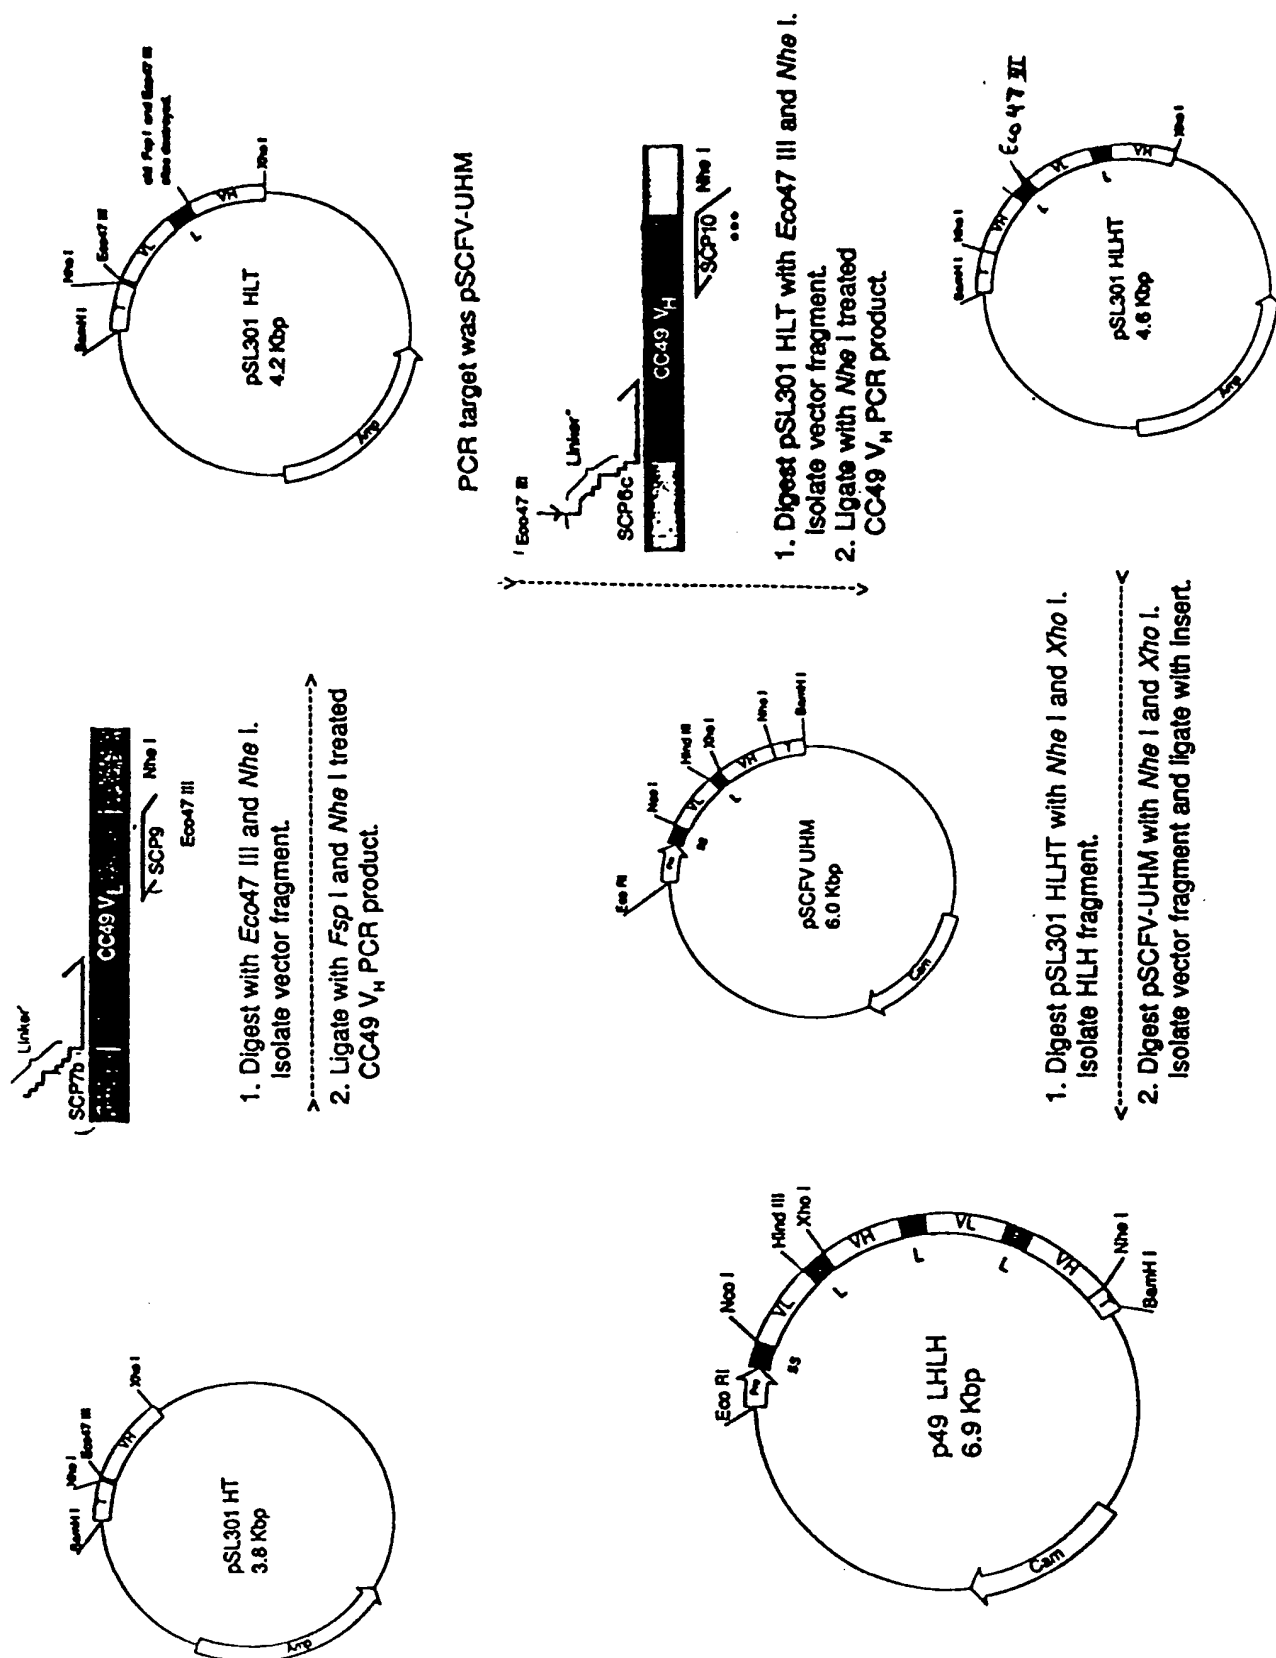 BamH I
Nhe I
Eco47 III
VH
Xho I
pSL301 HT
3.8 Kbp
Linker*
SCP7b
CC49 VL
SCP9
Nhe I
Eco47 III
1. Digest with Eco47 III and Nhe I.
Isolate vector fragment.
2. Ligate with Fsp I and Nhe I treated
CC49 VH PCR product.
BamH I
Nhe I
Eco47 III
VL
L
old Fsp I and Eco47 III
sites destroyed.
VH
Xho I
pSL301 HLT
4.2 Kbp
Amp
PCR target was pSCFV-UHM
Eco47 III
Linker*
SCP6c
CC49 VH
SCP10
Nhe I
1. Digest pSL301 HLT with Eco47 III and Nhe I.
Isolate vector fragment.
2. Ligate with Nhe I treated
CC49 VH PCR product.
BamH I
Nhe I
VH
L
VL
L
VH
Xho I
pSL301 HLHT
4.6 Kbp
Amp
1. Digest pSL301 HLHT with Nhe I and Xho I.
Isolate HLH fragment.
2. Digest pSCFV-UHM with Nhe I and Xho I.
Isolate vector fragment and ligate with insert.
Eco RI
Nco I
VL
Hind III
Xho I
L
VH
Nhe I
BamH I
pSCFV UHM
6.0 Kbp
Cam
Eco RI
Pro
SS
Nco I
VL
Hind III
Xho I
L
VH
L
VL
L
VH
Nhe I
BamH I
p49 LHLH
6.9 Kbp
Cam